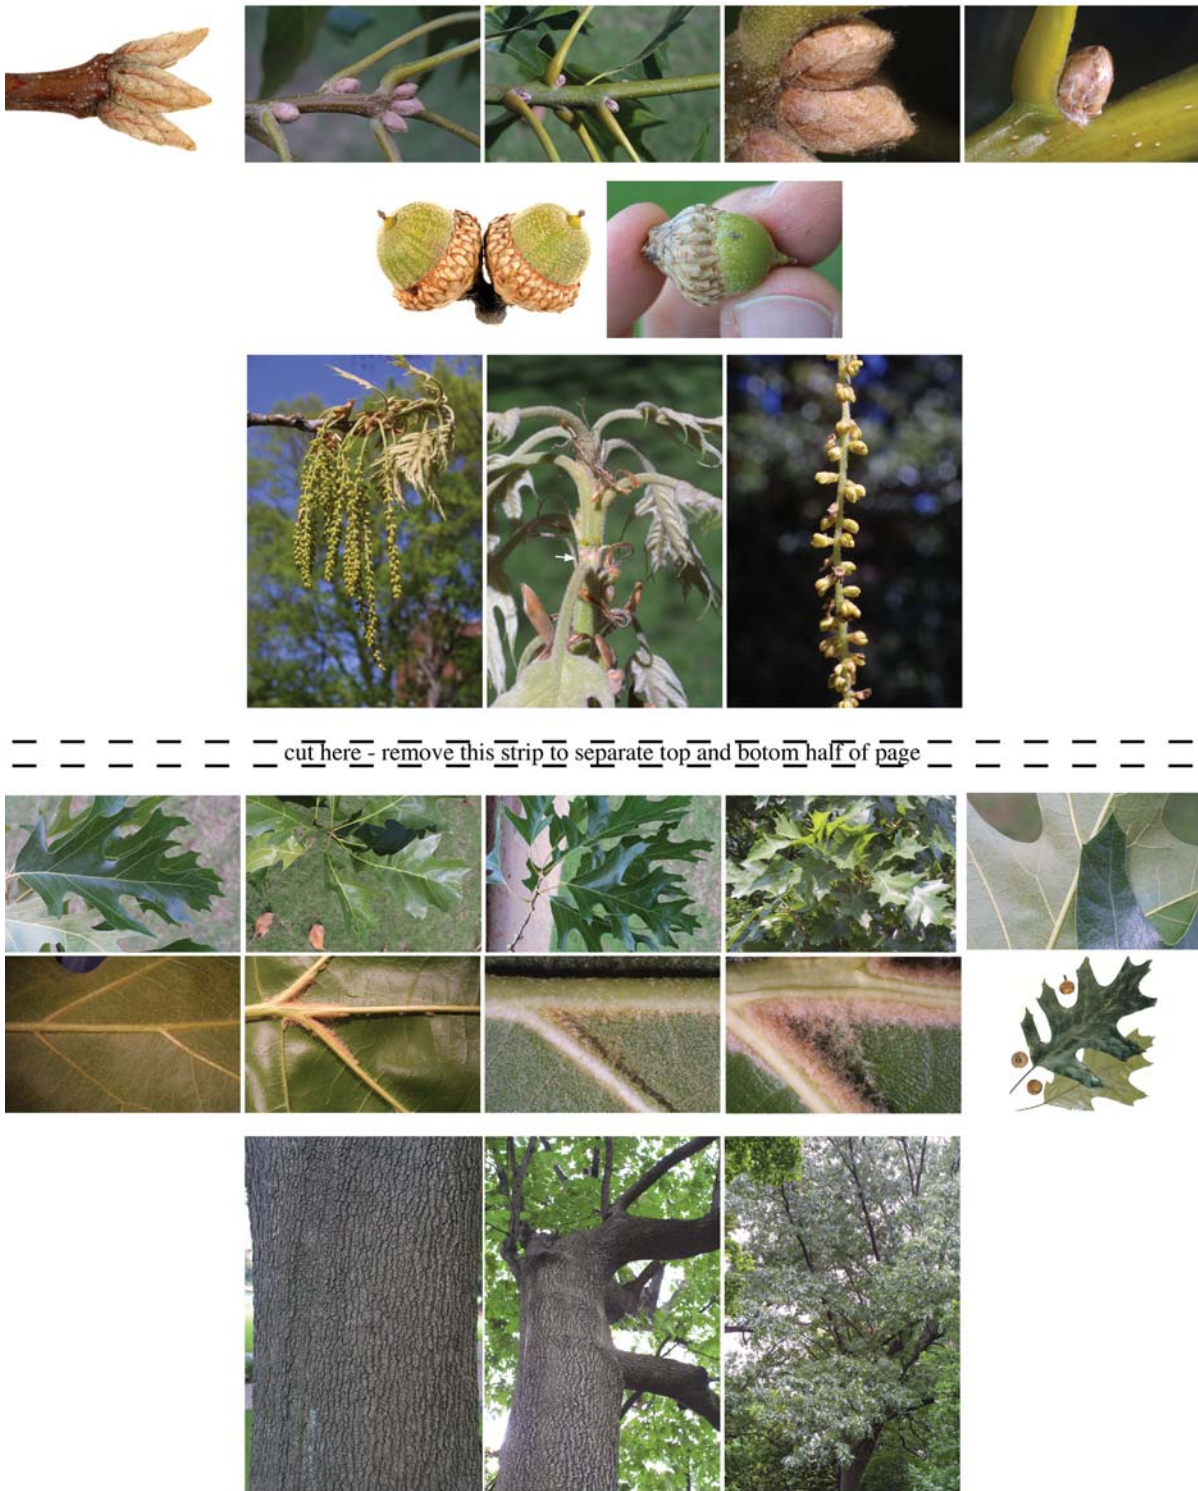 cut here - remove this strip to separate top and botom half of page